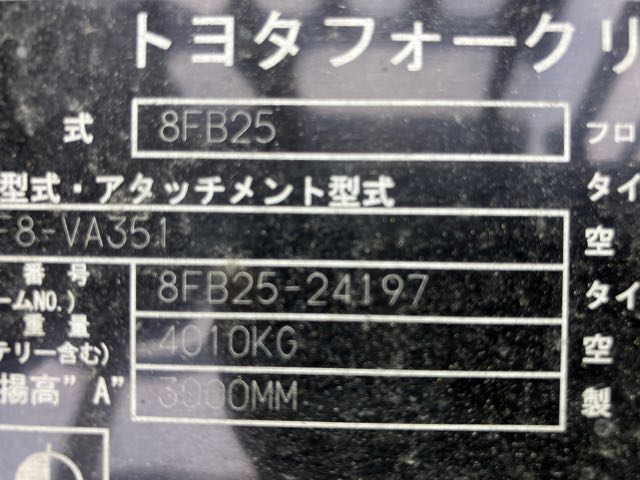 トヨタフォークリ
式 8FB25 フロ
型式・アタッチメント型式 タイ
F8-VA351 空
番号 8FB25-24197 タイ
ームNO.)
重量 4010KG 空
テリー含む)
揚高"A" 3000MM 製